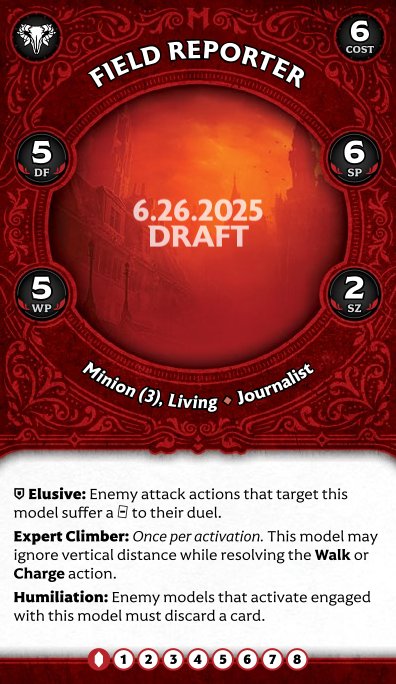 6
COST
FIELD REPORTER
5
DF
6
SP
6.26.2025
DRAFT
5
WP
2
SZ
Minion (3), Living • Journalist
Elusive: Enemy attack actions that target this
model suffer a to their duel.
Expert Climber: Once per activation. This model may
ignore vertical distance while resolving the Walk or
Charge action.
Humiliation: Enemy models that activate engaged
with this model must discard a card.
1 2 3 4 5 6 7 8